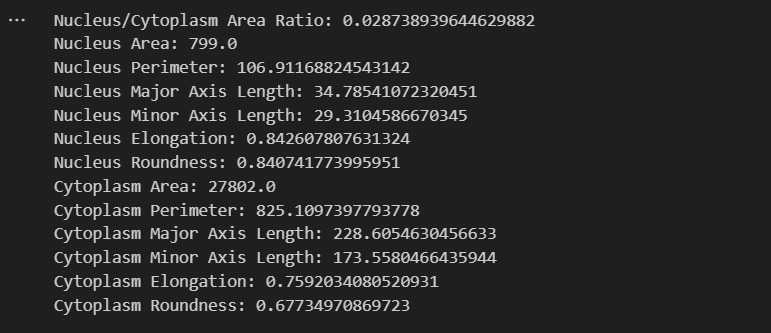 ...
Nucleus/Cytoplasm Area Ratio: 0.028738939644629882
Nucleus Area: 799.0
Nucleus Perimeter: 106.91168824543142
Nucleus Major Axis Length: 34.78541072320451
Nucleus Minor Axis Length: 29.3104586670345
Nucleus Elongation: 0.842607807631324
Nucleus Roundness: 0.840741773995951
Cytoplasm Area: 27802.0
Cytoplasm Perimeter: 825.1097397793778
Cytoplasm Major Axis Length: 228.6054630456633
Cytoplasm Minor Axis Length: 173.5580466435944
Cytoplasm Elongation: 0.7592034080520931
Cytoplasm Roundness: 0.67734970869723